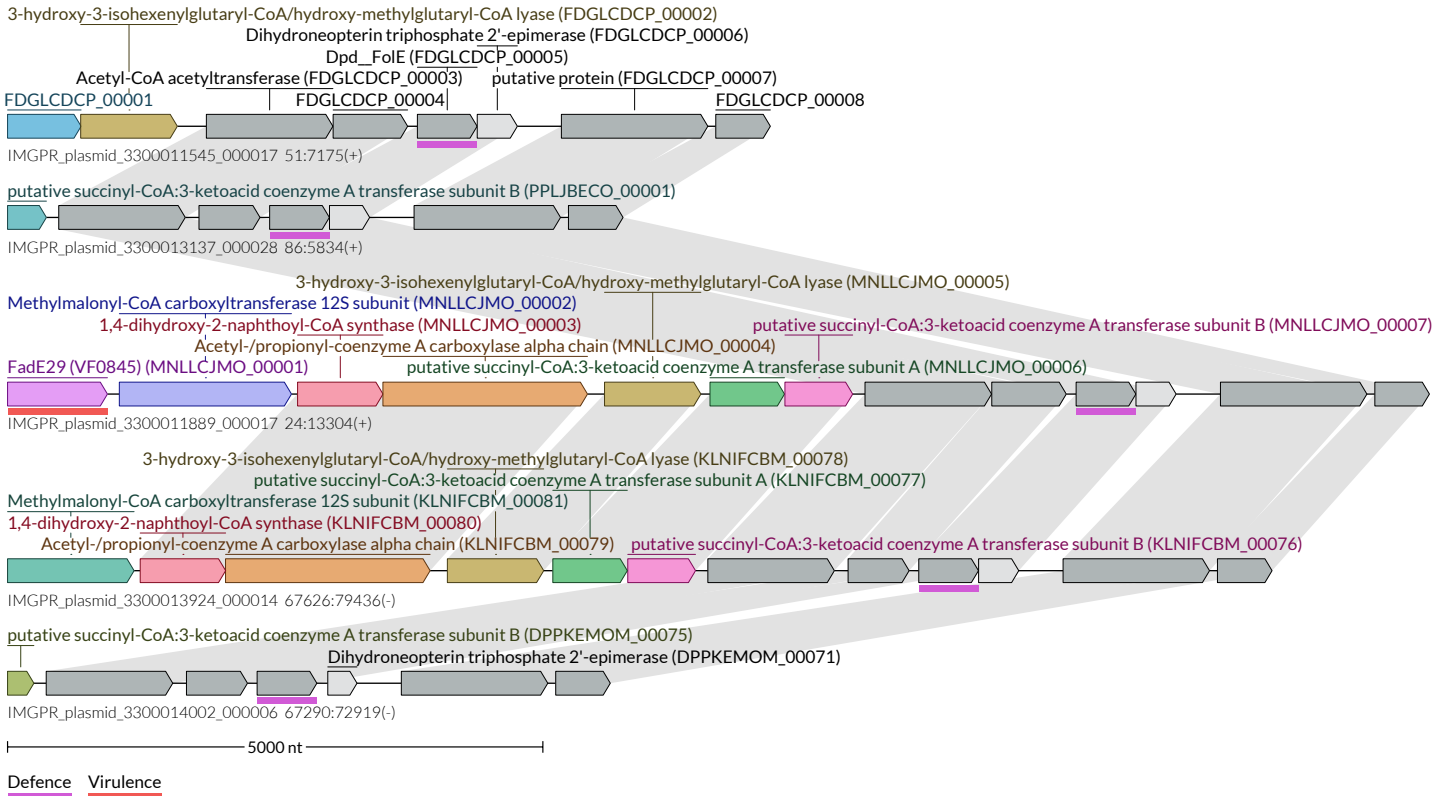 3-hydroxy-3-isohexenylglutaryl-CoA/hydroxy-methylglutaryl-CoA lyase (FDGLCDCP_00002)
Dihydroneopterin triphosphate 2'-epimerase (FDGLCDCP_00006)
Dpd__FolE (FDGLCDCP_00005)
Acetyl-CoA acetyltransferase (FDGLCDCP_00003) putative protein (FDGLCDCP_00007)
FDGLCDCP_00001 FDGLCDCP_00004 FDGLCDCP_00008
IMGPR_plasmid_3300011545_000017 51:7175(+)
putative succinyl-CoA:3-ketoacid coenzyme A transferase subunit B (PPLJBECO_00001)
IMGPR_plasmid_3300013137_000028 86:5834(+)
3-hydroxy-3-isohexenylglutaryl-CoA/hydroxy-methylglutaryl-CoA lyase (MNLLCJMO_00005)
Methylmalonyl-CoA carboxyltransferase 12S subunit (MNLLCJMO_00002)
1,4-dihydroxy-2-naphthoyl-CoA synthase (MNLLCJMO_00003) putative succinyl-CoA:3-ketoacid coenzyme A transferase subunit B (MNLLCJMO_00007)
Acetyl-/propionyl-coenzyme A carboxylase alpha chain (MNLLCJMO_00004)
FadE29 (VF0845) (MNLLCJMO_00001) putative succinyl-CoA:3-ketoacid coenzyme A transferase subunit A (MNLLCJMO_00006)
IMGPR_plasmid_3300011889_000017 24:13304(+)
3-hydroxy-3-isohexenylglutaryl-CoA/hydroxy-methylglutaryl-CoA lyase (KLNIFCBM_00078)
putative succinyl-CoA:3-ketoacid coenzyme A transferase subunit A (KLNIFCBM_00077)
Methylmalonyl-CoA carboxyltransferase 12S subunit (KLNIFCBM_00081)
1,4-dihydroxy-2-naphthoyl-CoA synthase (KLNIFCBM_00080)
Acetyl-/propionyl-coenzyme A carboxylase alpha chain (KLNIFCBM_00079) putative succinyl-CoA:3-ketoacid coenzyme A transferase subunit B (KLNIFCBM_00076)
IMGPR_plasmid_3300013924_000014 67626:79436(-)
putative succinyl-CoA:3-ketoacid coenzyme A transferase subunit B (DPPKEMOM_00075)
Dihydroneopterin triphosphate 2'-epimerase (DPPKEMOM_00071)
IMGPR_plasmid_3300014002_000006 67290:72919(-)
5000 nt
Defence Virulence